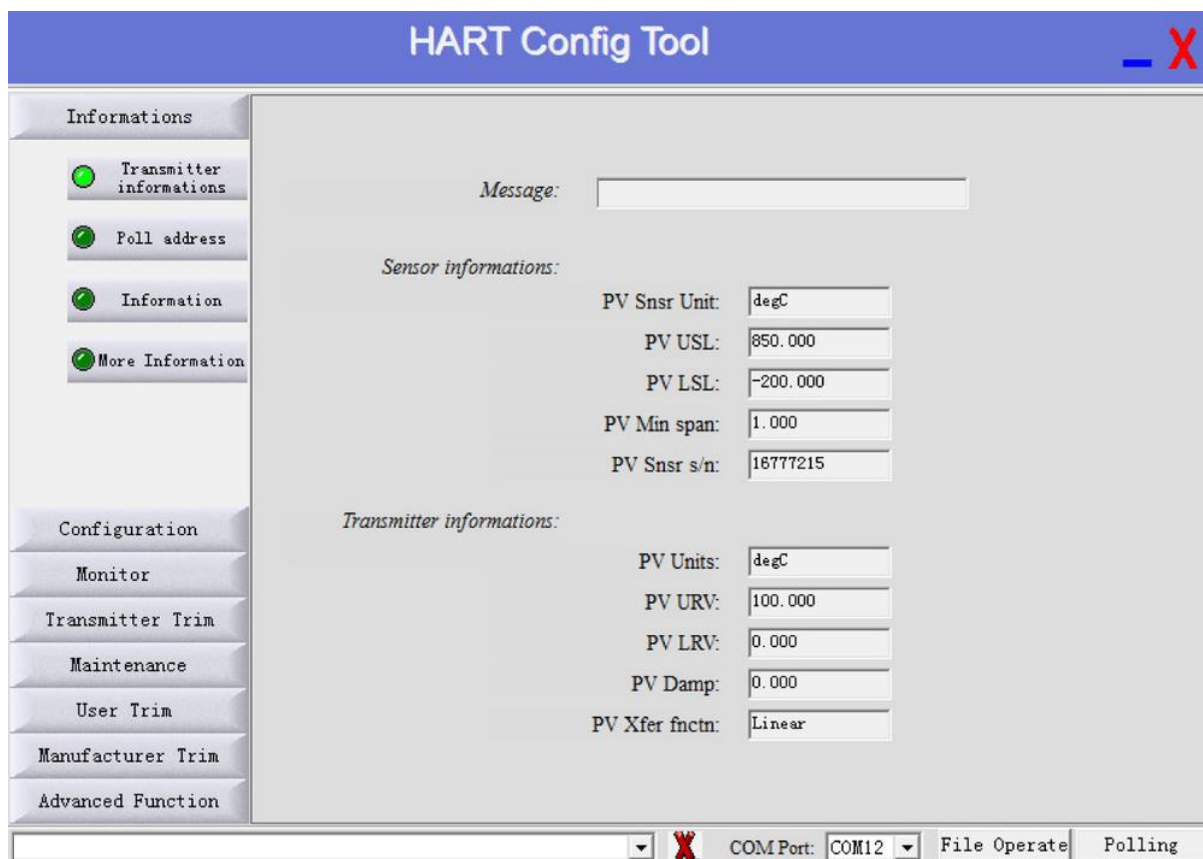 HART Config Tool
Informations
Transmitter
informations
Poll address
Information
More Information
Configuration
Monitor
Transmitter Trim
Maintenance
User Trim
Manufacturer Trim
Advanced Function
Message:
Sensor informations:
PV Snsr Unit: degC
PV USL: 850.000
PV LSL: -200.000
PV Min span: 1.000
PV Snsr s/n: 16777215
Transmitter informations:
PV Units: degC
PV URV: 100.000
PV LRV: 0.000
PV Damp: 0.000
PV Xfer fnctn: Linear
COM Port: COM12 File Operate Polling